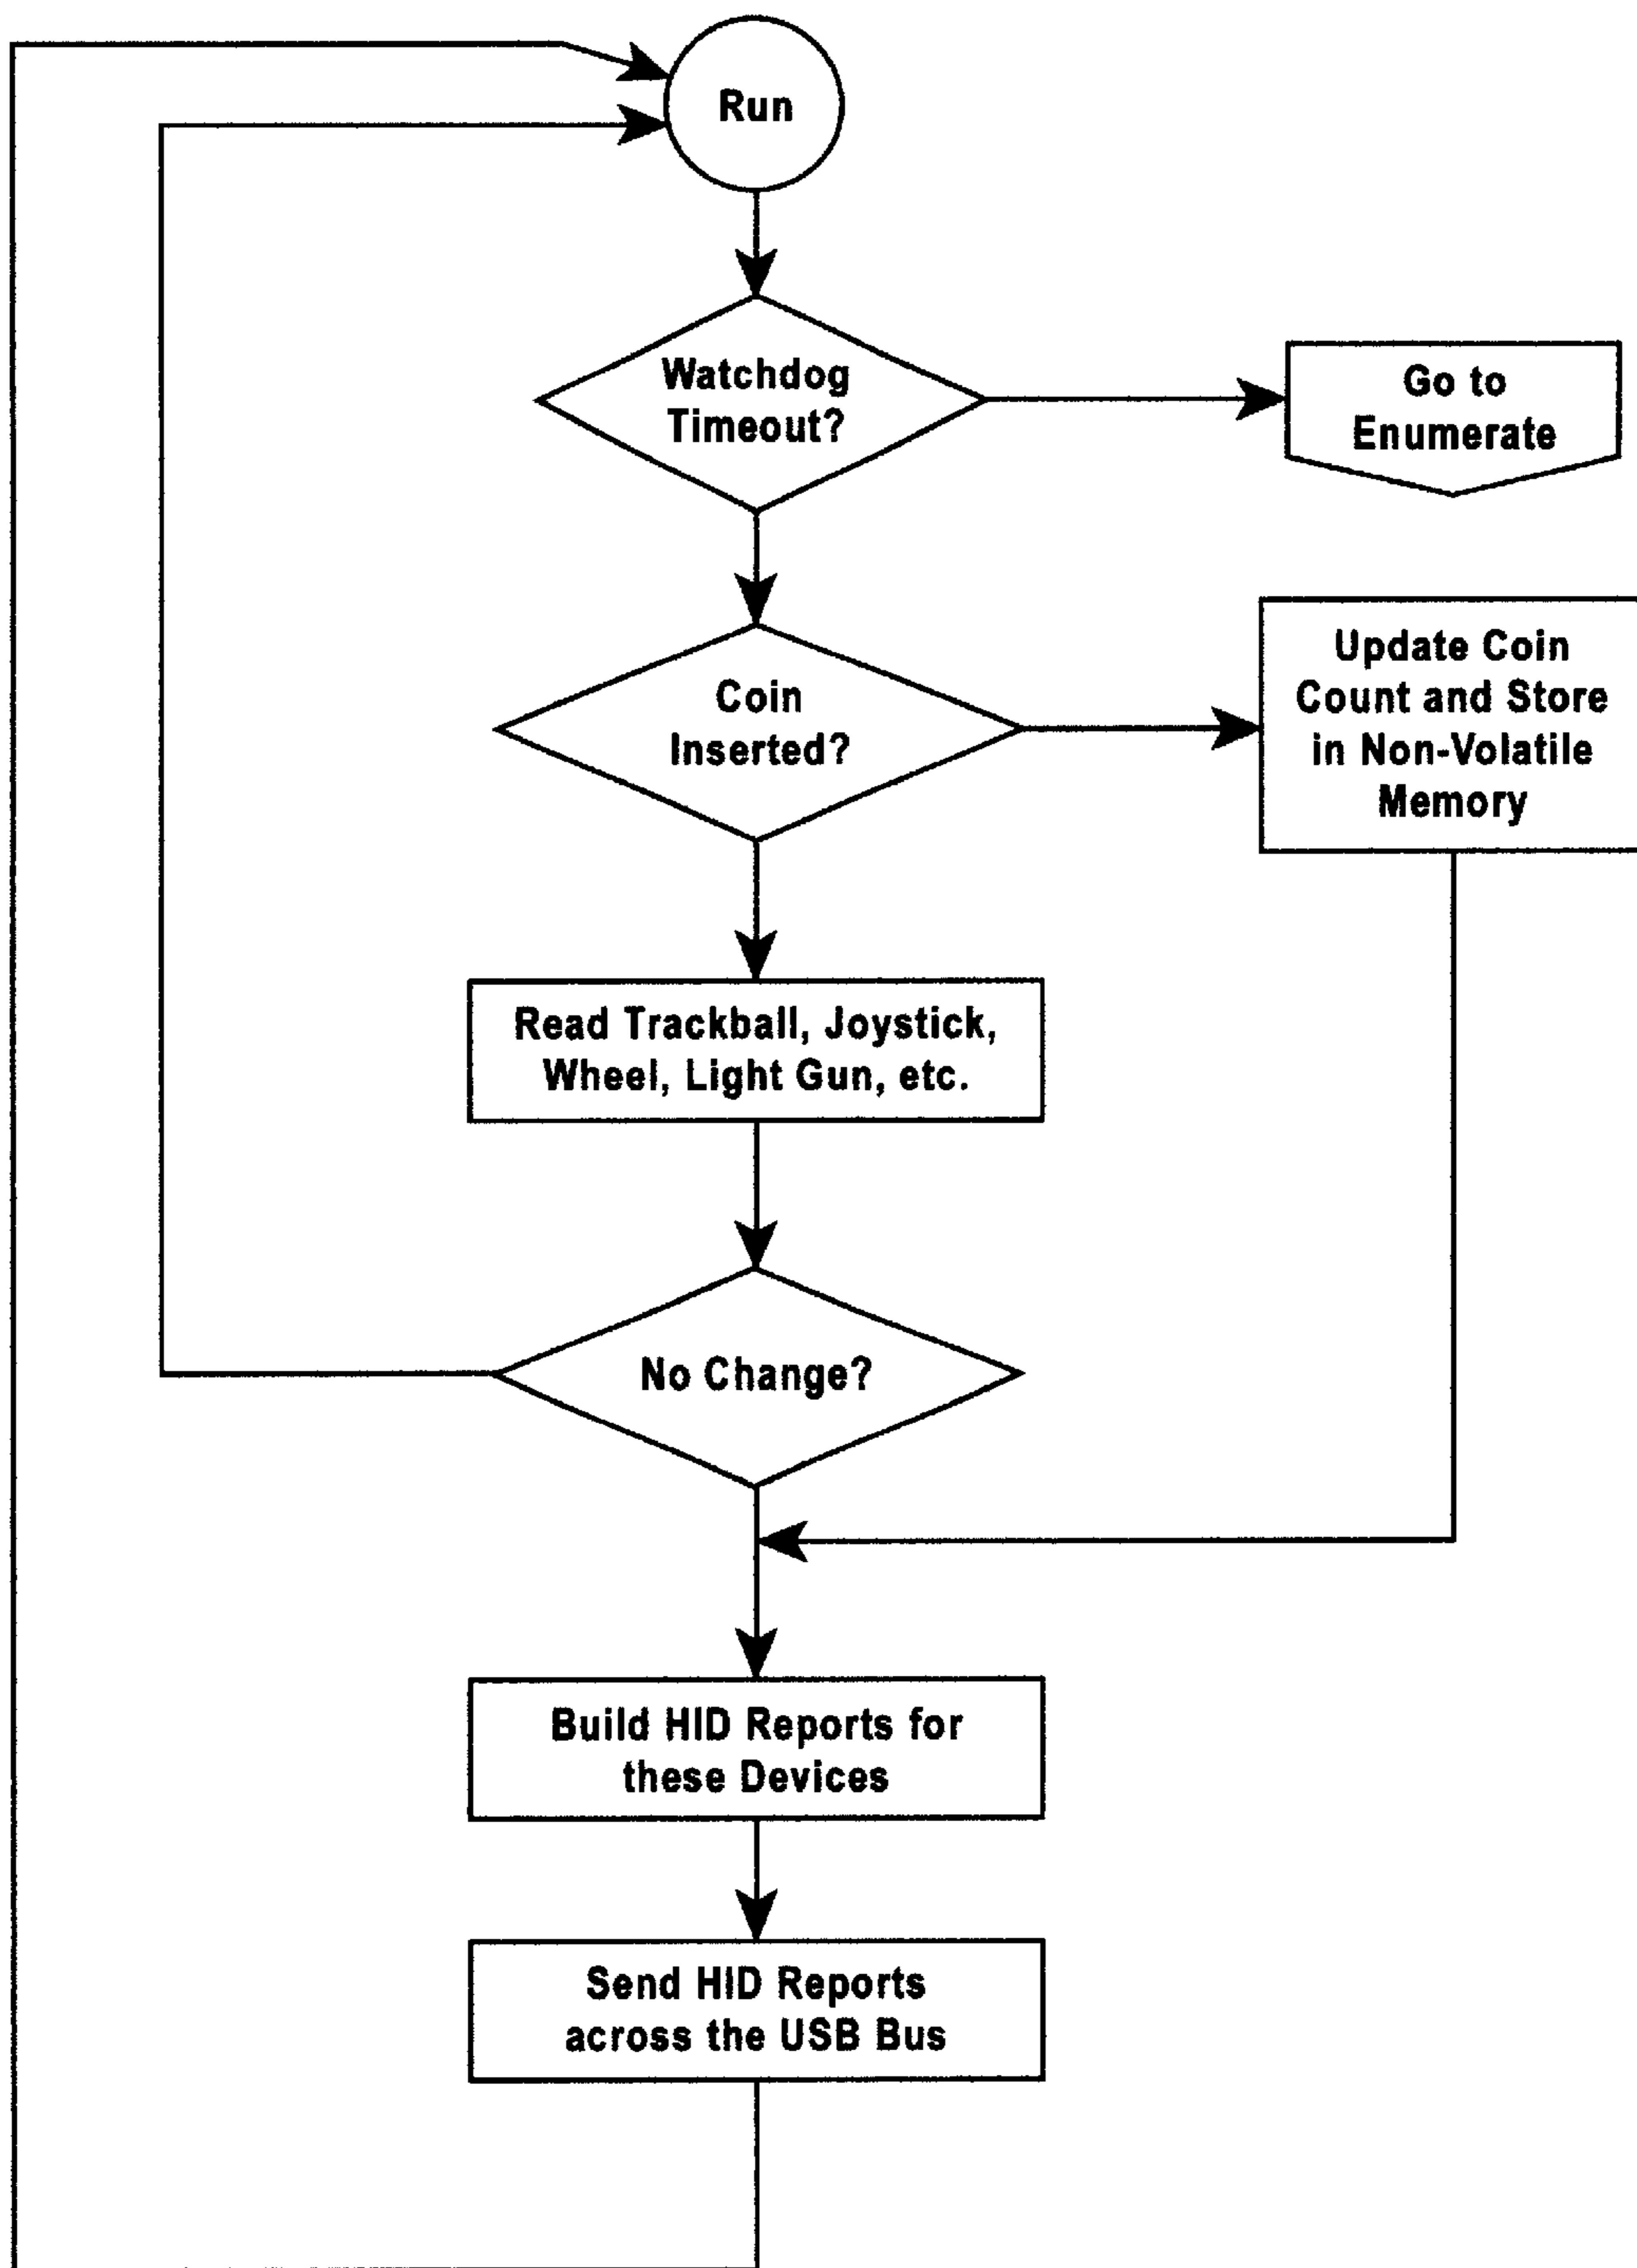 Run
Watchdog
Timeout?
Go to
Enumerate
Coin
Inserted?
Update Coin
Count and Store
in Non-Volatile
Memory
Read Trackball, Joystick,
Wheel, Light Gun, etc.
No Change?
Build HID Reports for
these Devices
Send HID Reports
across the USB Bus